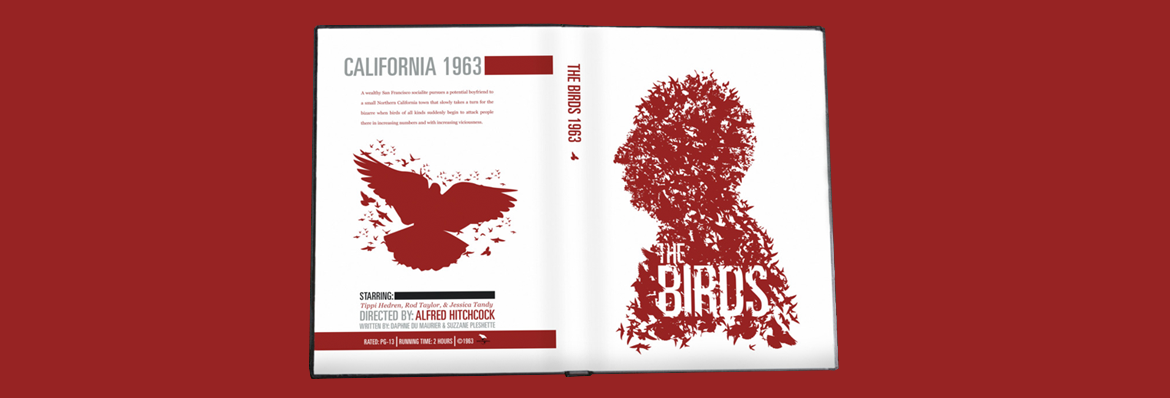 CALIFORNIA 1963
A wealthy San Francisco socialite pursues a potential boyfriend to
a small Northern California town that slowly takes a turn for the
bizarre when birds of all kinds suddenly begin to attack people
there in increasing numbers and with increasing viciousness.
STARRING:
Tippi Hedren, Rod Taylor, & Jessica Tandy
DIRECTED BY: ALFRED HITCHCOCK
WRITTEN BY: DAPHNE DU MAURIER & SUZZANE PLESHETTE
RATED: PG-13 | RUNNING TIME: 2 HOURS | ©1963
THE BIRDS 1963
THE
BIRDS